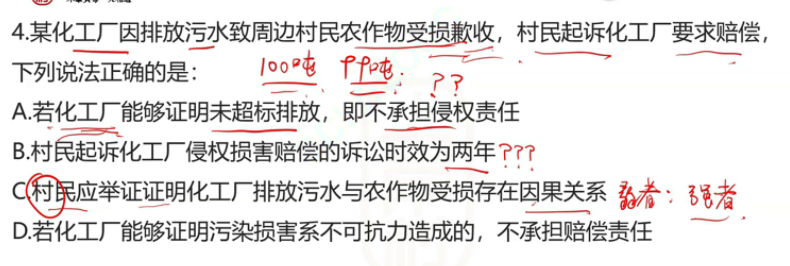 4.某化工厂因排放污水致周边村民农作物受损歉收，村民起诉化工厂要求赔偿，
下列说法正确的是： 1000吨 990吨； ？？
A.若化工厂能够证明未超标排放，即不承担侵权责任
B.村民起诉化工厂侵权损害赔偿的诉讼时效为两年???
C.村民应举证证明化工厂排放污水与农作物受损存在因果关系 弱者；强者
D.若化工厂能够证明污染损害系不可抗力造成的，不承担赔偿责任